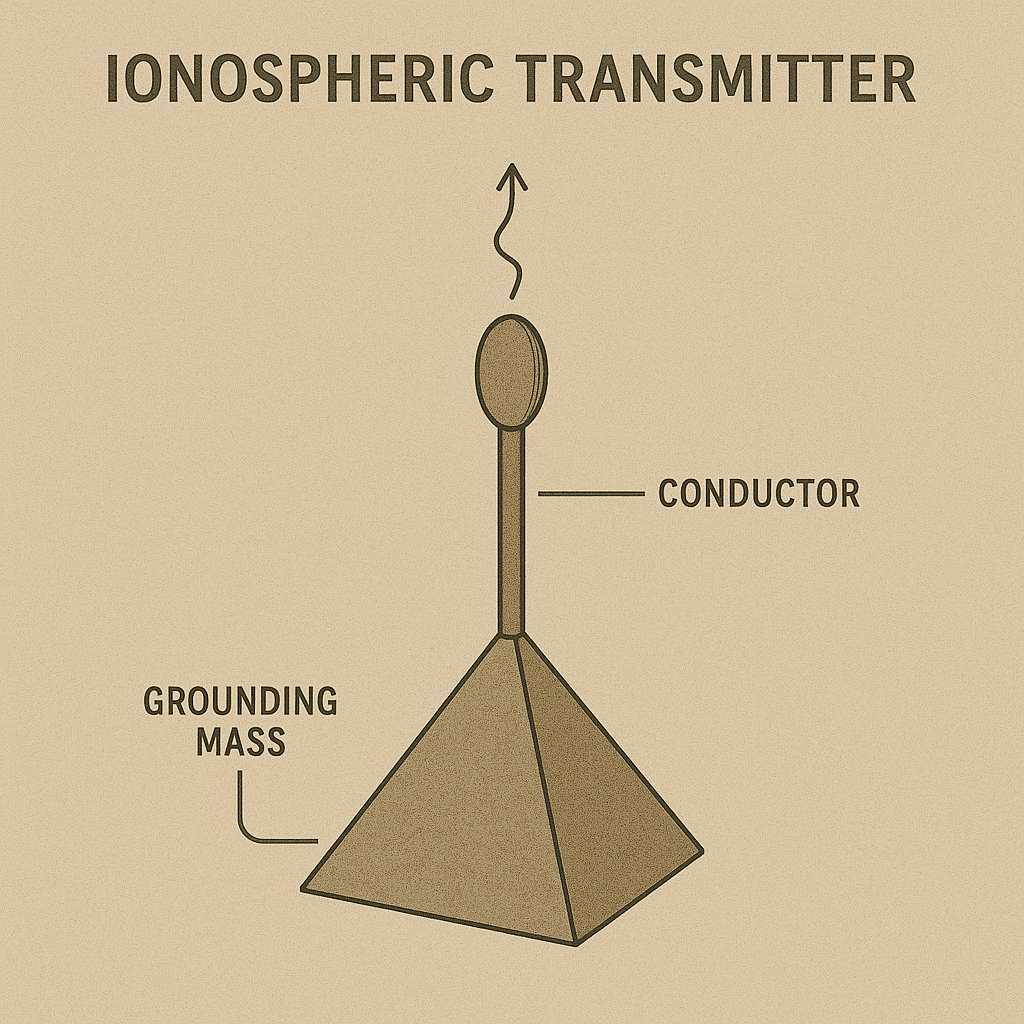 IONOSPHERIC TRANSMITTER
CONDUCTOR
GROUNDING
MASS